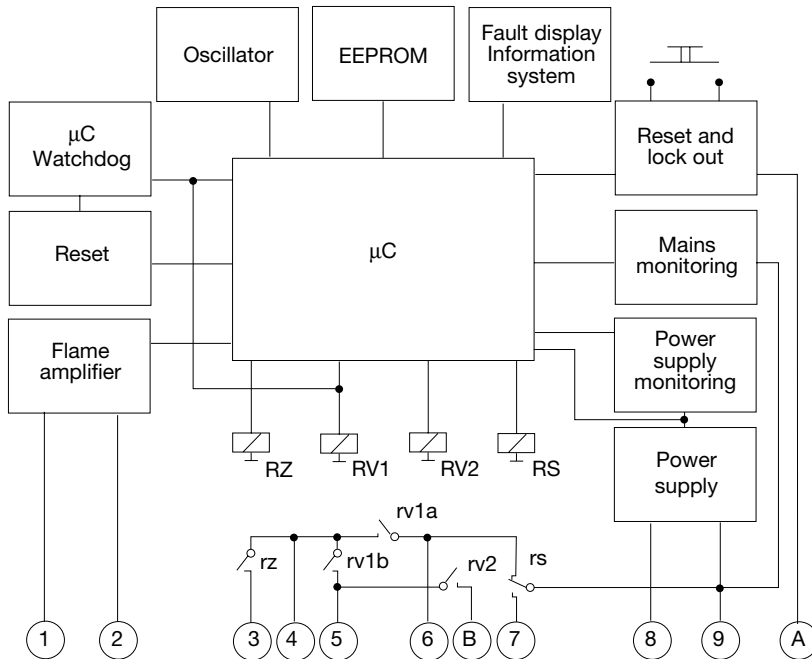 Oscillator
EEPROM
Fault display
Information
system
µC
Watchdog
Reset and
lock out
Reset
µC
Mains
monitoring
Flame
amplifier
Power
supply
monitoring
RZ
RV1
RV2
RS
Power
supply
rv1a
rz
rv1b
rv2
rs
1
2
3
4
5
6
B
7
8
9
A